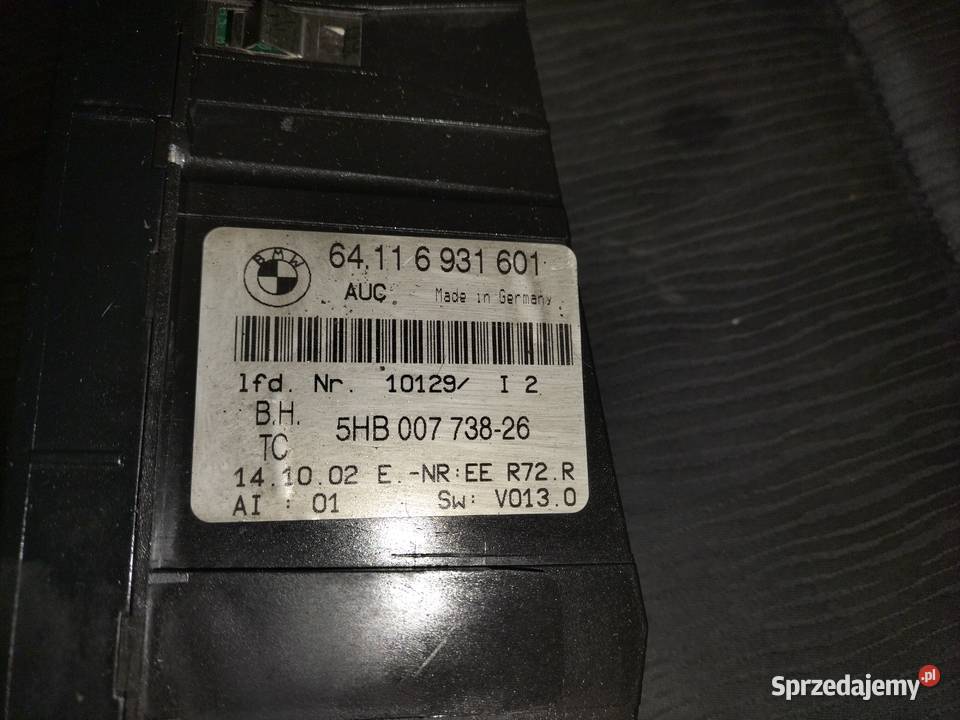 BMW
64.11 6 931 601
AUC Made in Germany
lfd. Nr. 10129/ I 2
B.H.
TC
5HB 007 738-26
14.10.02 E.-NR:EE R72.R
AI : 01 Sw: V013.0
Sprzedajemy.pl